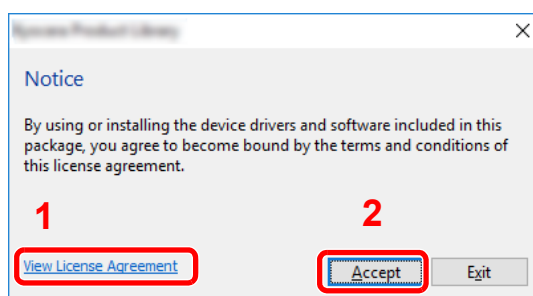 Notice
By using or installing the device drivers and software included in this
package, you agree to become bound by the terms and conditions of
this license agreement.
1
2
View License Agreement
Accept
Exit